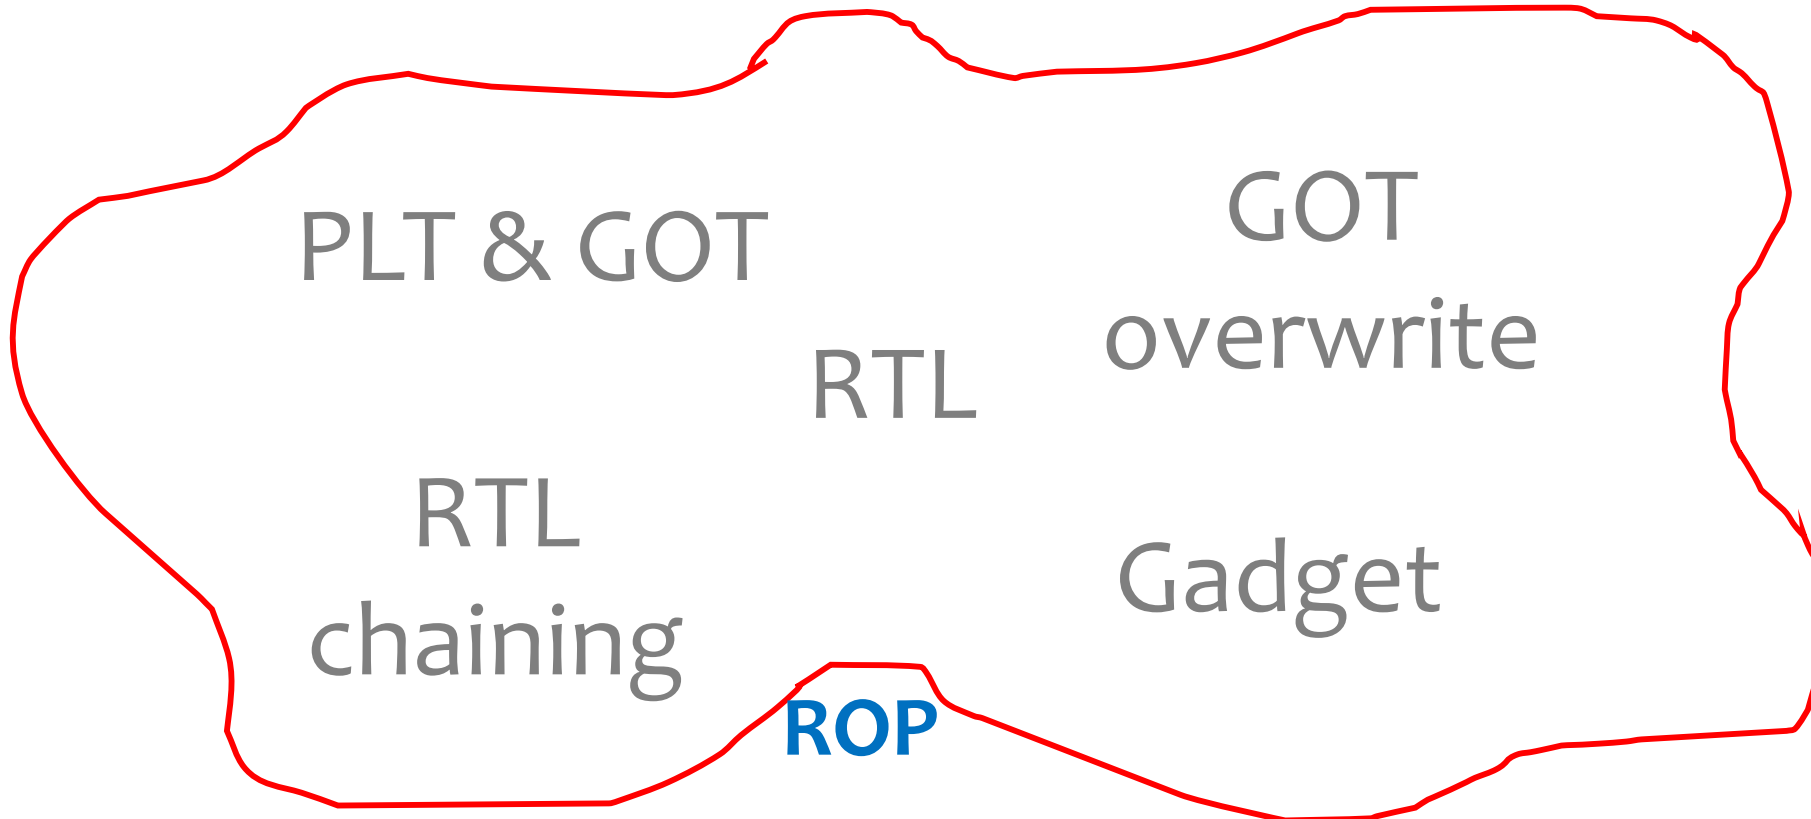 PLT & GOT
GOT
overwrite
RTL
RTL
chaining
Gadget
ROP